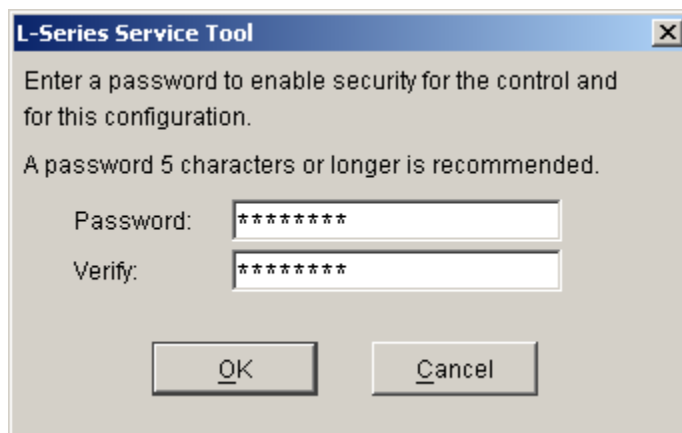 L-Series Service Tool
Enter a password to enable security for the control and
for this configuration.
A password 5 characters or longer is recommended.
Password: ********
Verify: ********
OK Cancel